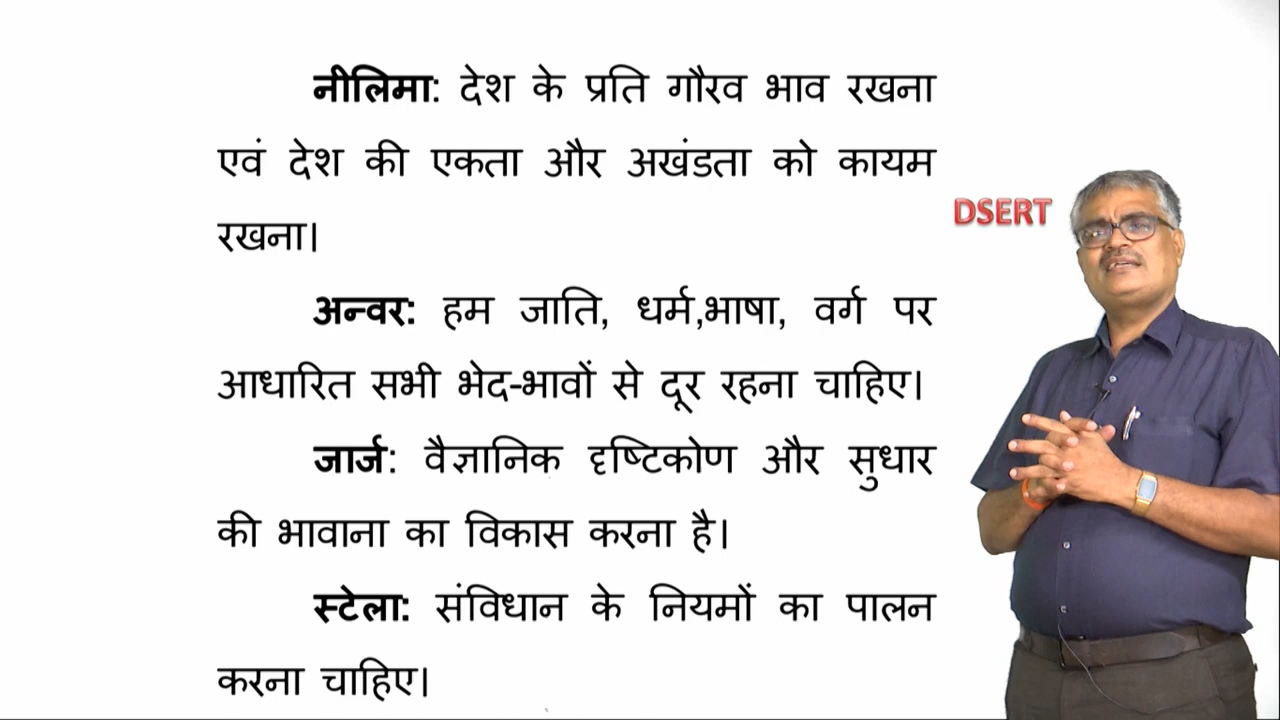 नीलिमा: देश के प्रति गौरव भाव रखना
एवं देश की एकता और अखंडता को कायम
रखना।
DSERT
अन्वर: हम जाति, धर्म,भाषा, वर्ग पर
आधारित सभी भेद-भावों से दूर रहना चाहिए।
जार्ज: वैज्ञानिक दृष्टिकोण और सुधार
की भावाना का विकास करना है।
स्टेला: संविधान के नियमों का पालन
करना चाहिए।